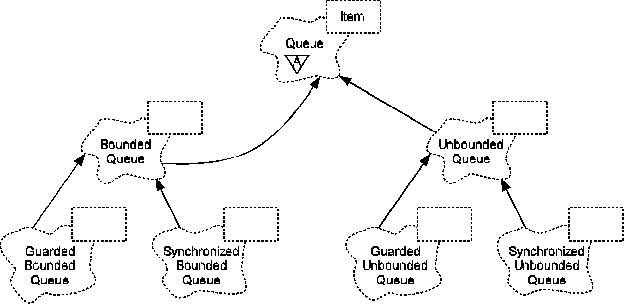 Item
Queue
A
Bounded
Queue
Unbounded
Queue
Guarded
Bounded
Queue
Synchronized
Bounded
Queue
Guarded
Unbounded
Queue
Synchronized
Unbounded
Queue